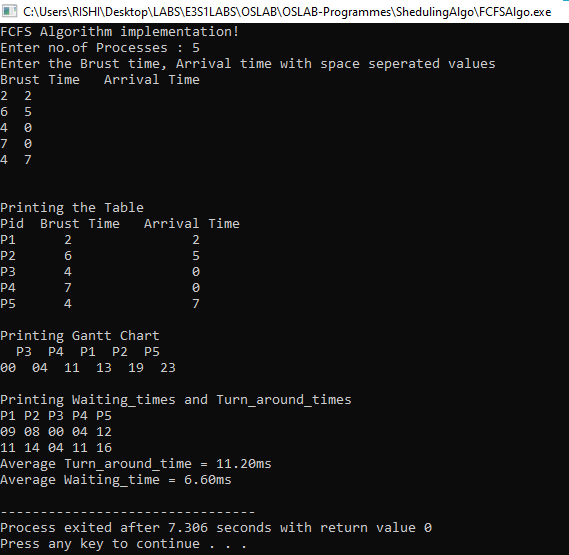 C:\Users\RISHI\Desktop\LABS\E3S1LABS\OSLAB\OSLAB-Programmes\ShedulingAlgo\FCFSAlgo.exe
FCFS Algorithm implementation!
Enter no.of Processes : 5
Enter the Brust time, Arrival time with space seperated values
Brust Time   Arrival Time
2  2
6  5
4  0
7  0
4  7
Printing the Table
Pid  Brust Time   Arrival Time
P1      2               2
P2      6               5
P3      4               0
P4      7               0
P5      4               7
Printing Gantt Chart
  P3  P4  P1  P2  P5
00  04  11  13  19  23
Printing Waiting_times and Turn_around_times
P1 P2 P3 P4 P5
09 08 00 04 12
11 14 04 11 16
Average Turn_around_time = 11.20ms
Average Waiting_time = 6.60ms
--------------------------------
Process exited after 7.306 seconds with return value 0
Press any key to continue . . .